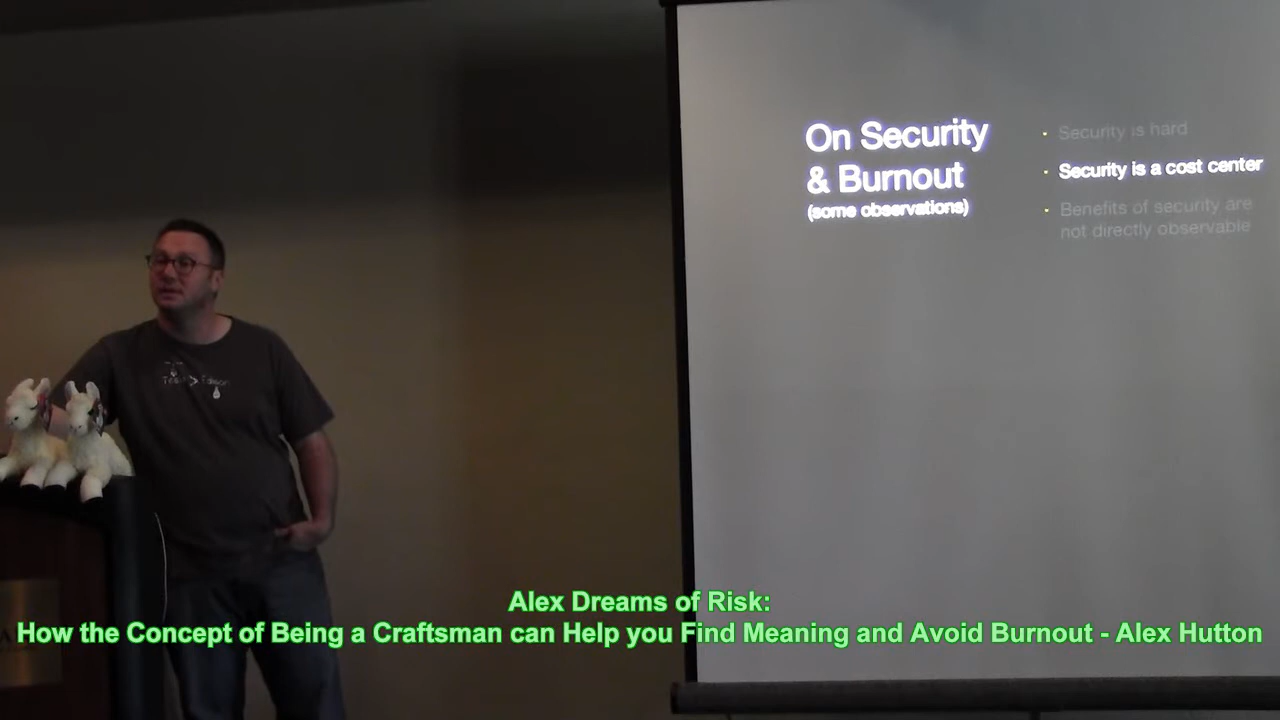 On Security
& Burnout
(some observations)
Security is hard
Security is a cost center
Benefits of security are
not directly observable
Alex Dreams of Risk:
How the Concept of Being a Craftsman can Help you Find Meaning and Avoid Burnout - Alex Hutton